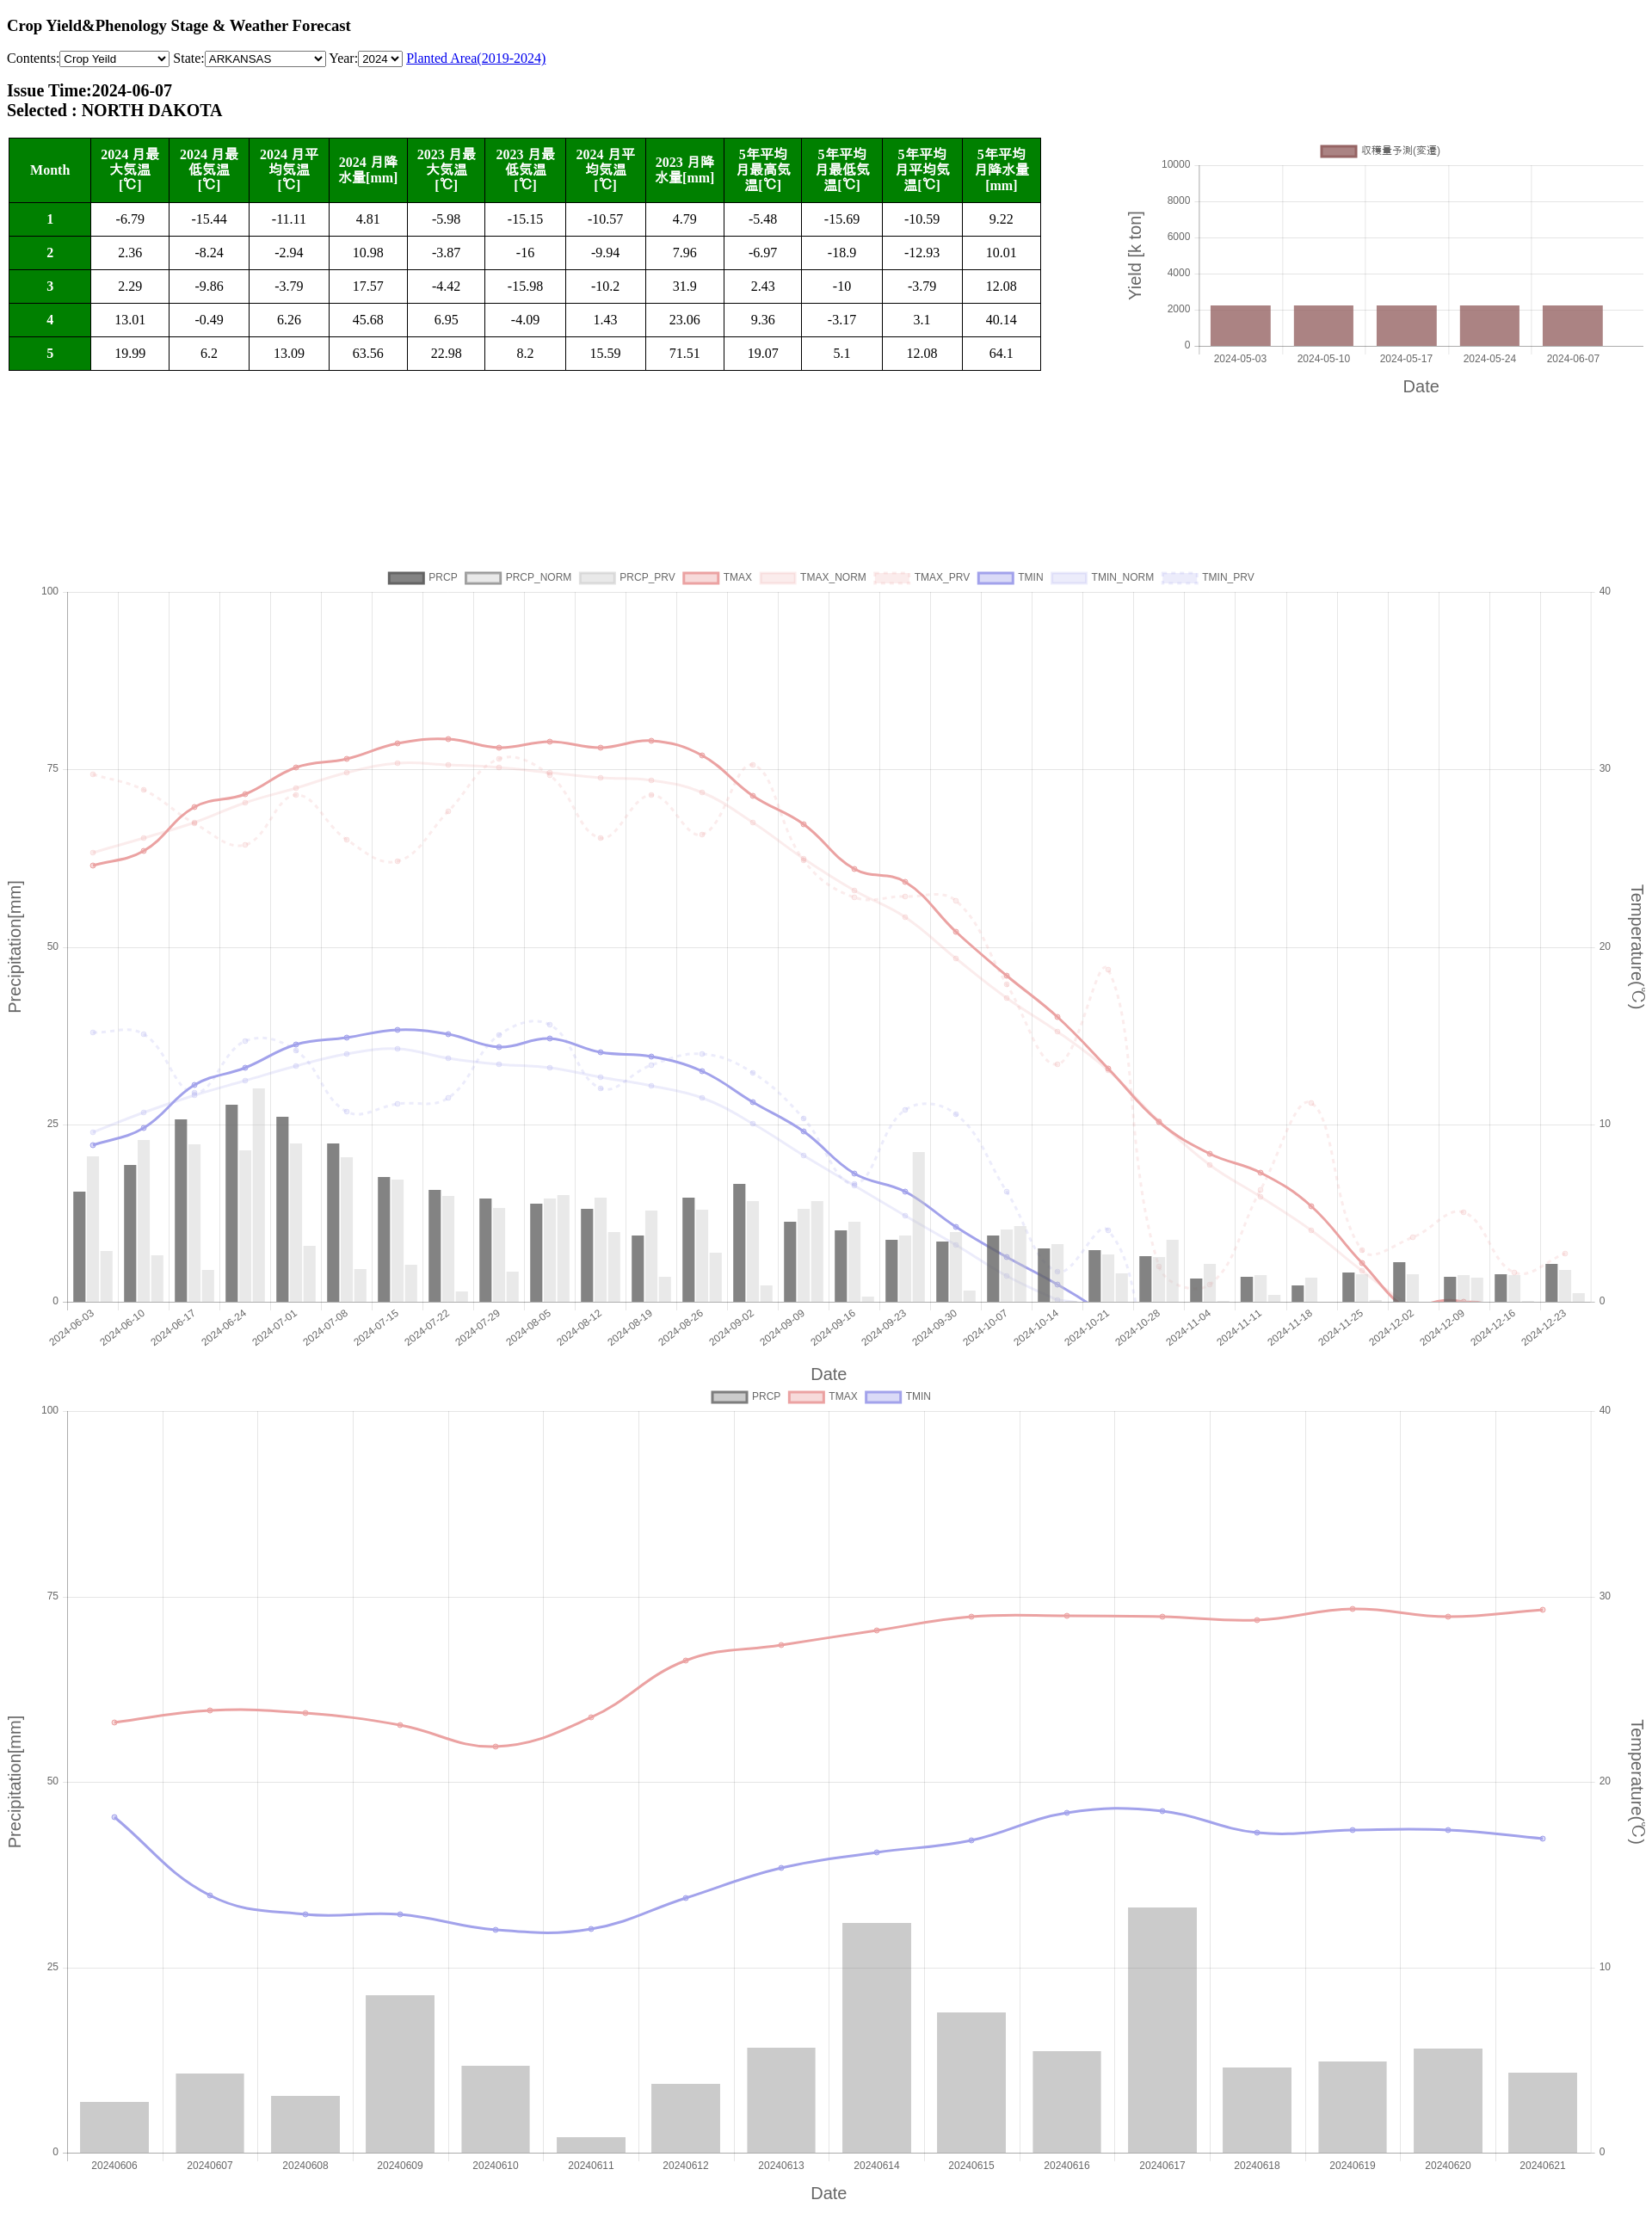 Crop Yield&Phenology Stage & Weather Forecast
Contents: Crop Yeild State: ARKANSAS Year: 2024 Planted Area(2019-2024)
Issue Time:2024-06-07
Selected : NORTH DAKOTA
Month 2024 月最大気温[℃] 2024 月最低気温[℃] 2024 月平均気温[℃] 2024 月降水量[mm] 2023 月最大気温[℃] 2023 月最低気温[℃] 2024 月平均気温[℃] 2023 月降水量[mm] 5年平均月最高気温[℃] 5年平均月最低気温[℃] 5年平均月平均気温[℃] 5年平均月降水量[mm]
1 -6.79 -15.44 -11.11 4.81 -5.98 -15.15 -10.57 4.79 -5.48 -15.69 -10.59 9.22
2 2.36 -8.24 -2.94 10.98 -3.87 -16 -9.94 7.96 -6.97 -18.9 -12.93 10.01
3 2.29 -9.86 -3.79 17.57 -4.42 -15.98 -10.2 31.9 2.43 -10 -3.79 12.08
4 13.01 -0.49 6.26 45.68 6.95 -4.09 1.43 23.06 9.36 -3.17 3.1 40.14
5 19.99 6.2 13.09 63.56 22.98 8.2 15.59 71.51 19.07 5.1 12.08 64.1
収穫量予測(変遷)
Yield [k ton]
10000
8000
6000
4000
2000
0
2024-05-03 2024-05-10 2024-05-17 2024-05-24 2024-06-07
Date
PRCP PRCP_NORM PRCP_PRV TMAX TMAX_NORM TMAX_PRV TMIN TMIN_NORM TMIN_PRV
Precipitation[mm]
100 40
75 30
50 20
25 10
0 0
Temperature(℃)
2024-06-03 2024-06-10 2024-06-17 2024-06-24 2024-07-01 2024-07-08 2024-07-15 2024-07-22 2024-07-29 2024-08-05 2024-08-12 2024-08-19 2024-08-26 2024-09-02 2024-09-09 2024-09-16 2024-09-23 2024-09-30 2024-10-07 2024-10-14 2024-10-21 2024-10-28 2024-11-04 2024-11-11 2024-11-18 2024-11-25 2024-12-02 2024-12-09 2024-12-16 2024-12-23
Date
PRCP TMAX TMIN
Precipitation[mm]
100 40
75 30
50 20
25 10
0 0
Temperature(℃)
20240606 20240607 20240608 20240609 20240610 20240611 20240612 20240613 20240614 20240615 20240616 20240617 20240618 20240619 20240620 20240621
Date